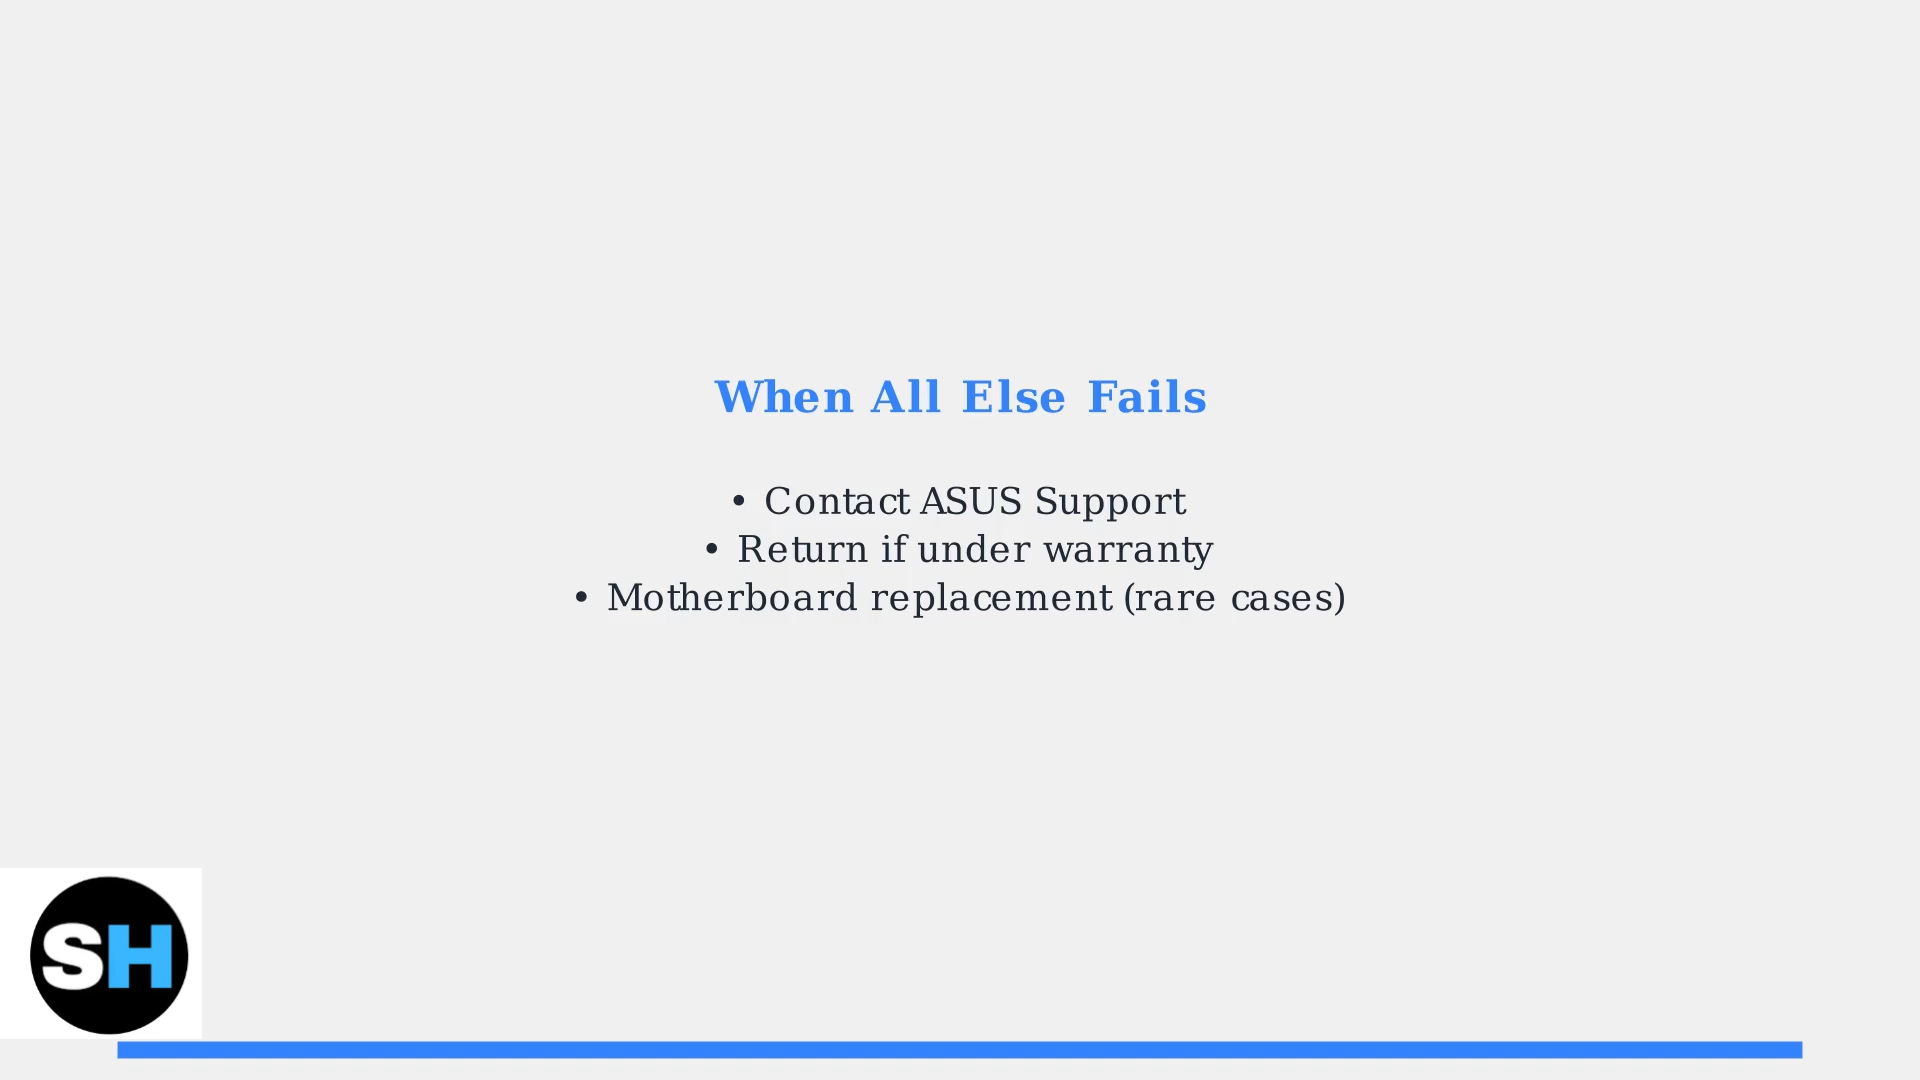 When All Else Fails
• Contact ASUS Support
• Return if under warranty
• Motherboard replacement (rare cases)
SH